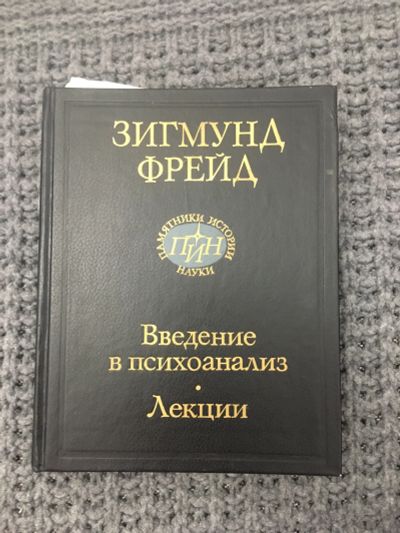 ЗИГМУНД
ФРЕЙД
ПАМЯТНИКИ ИСТОРИИ
ПИН
НАУКИ
Введение
в психоанализ
•
Лекции